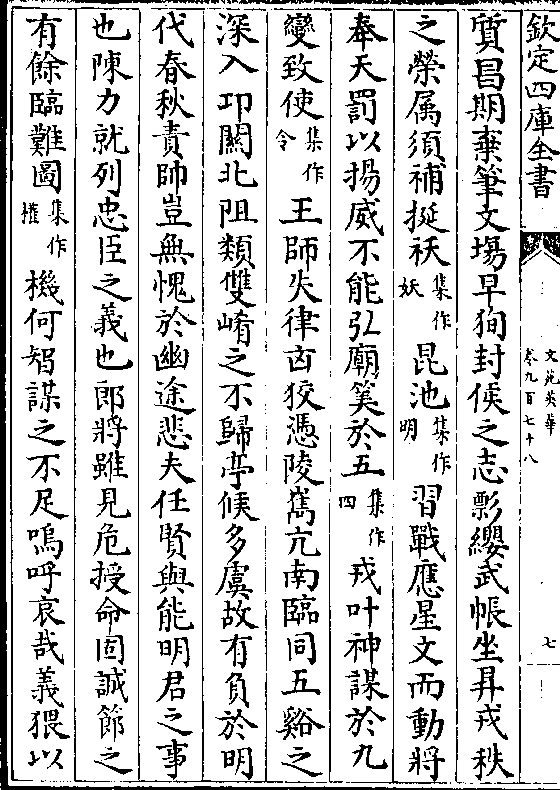 欽定四庫全書
文苑英華
卷九百七十八
七
質昌期棄筆文場早徇封侯之志影纓武帳坐昇戎秩
之榮属須補挻祆集作妖昆池集作明習戰應星文而動將
奉天罰以揚威不能弘廟筭於五集作四戎叶神謀於九
變致使集作令王師失律凶狡憑陵嶲亢南臨同五谿之
深入邛關北阻類雙崤之不歸亭候多虞故有負於明
代春秋責帥豈無愧於幽途悲夫任賢與能明君之事
也陳力就列忠臣之義也郎將雖見危授命固誠節之
有餘臨難圖集作權機何智謀之不足嗚呼哀哉義猥以